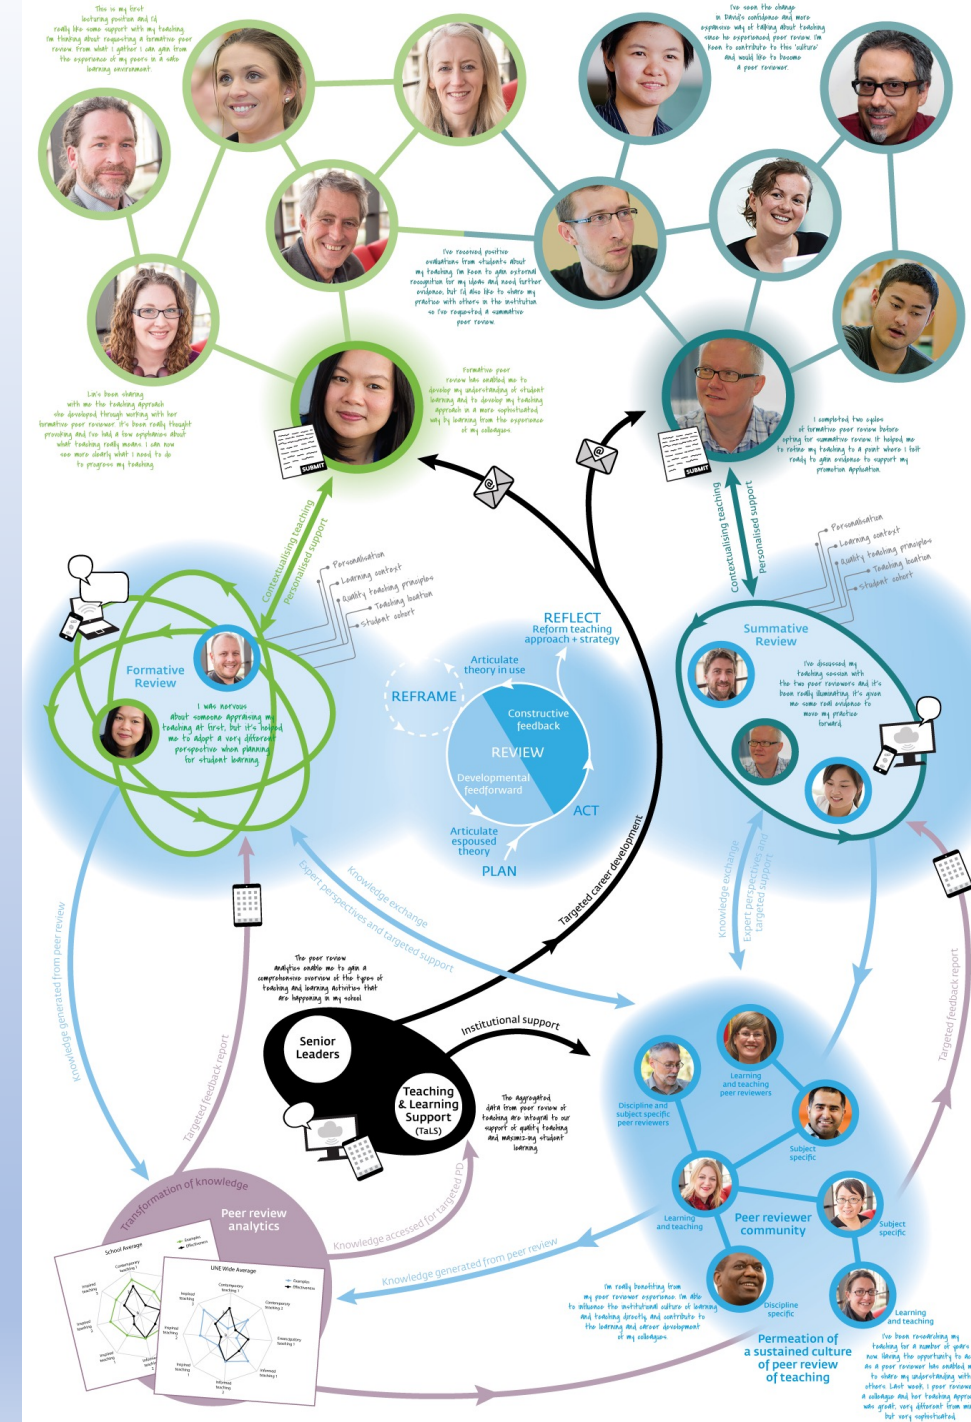 This is my first
lecturing position and I'd
really like some support with my teaching.
I'm thinking about requesting a formative peer
review. From what I gather I can gain from
the experience of my peers in a safe
learning environment.
I've seen the change
in David's confidence and more
expansive way of talking about teaching
since he experienced peer review. I'm
keen to contribute to this 'culture'
and would like to become
a peer reviewer.
I've received positive
evaluations from students about
my teaching. I'm keen to gain external
recognition for my ideas and need further
evidence, but I'd also like to share my
practice with others in the institution
so I've requested a summative
peer review.
Lin's been sharing
with me the teaching approach
she developed through working with her
formative peer reviewer. It's been really thought
provoking and I've had a few epiphanies about
what teaching really means. I can now
see more clearly what I need to do
to progress my teaching.
Formative peer
review has enabled me to
develop my understanding of student
learning and to develop my teaching
approach in a more sophisticated
way by learning from the experience
of my colleagues.
I completed two cycles
of formative peer review before
opting for summative review. It helped me
to refine my teaching to a point where I felt
ready to gain evidence to support my
promotion application.
SUBMIT
SUBMIT
@
@
Contextualising teaching
Personalised support
Contextualising teaching
Personalised support
Personalisation
Learning context
Quality teaching principles
Teaching location
Student cohort
Personalisation
Learning context
Quality teaching principles
Teaching location
Student cohort
Formative
Review
I was nervous
about someone appraising my
teaching at first, but it's helped
me to adopt a very different
perspective when planning
for student learning.
REFLECT
Reform teaching
approach + strategy
Articulate
theory in use
REFRAME
Constructive
feedback
REVIEW
Developmental
feedforward
ACT
Articulate
espoused
theory
PLAN
Summative
Review
I've discussed my
teaching session with
the two peer reviewers and it's
been really illuminating. It's given
me some real evidence to
move my practice
forward.
Targeted career development
Knowledge exchange
Expert perspectives and targeted support
Knowledge exchange
Expert perspectives and
targeted support
Knowledge generated from peer review
Targeted feedback report
Targeted feedback report
The peer review
analytics enable me to gain a
comprehensive overview of the types of
teaching and learning activities that
are happening in my school.
Senior
Leaders
Institutional support
Teaching
& Learning
Support
(TaLS)
The aggregated
data from peer review of
teaching are integral to our
support of quality teaching
and maximizing student
learning.
Discipline and
subject specific
peer reviewers
Learning
and teaching
peer reviewers
Subject
specific
Learning
and teaching
Peer reviewer
community
Subject
specific
Discipline
specific
Learning
and teaching
Transformation of knowledge
Peer review
analytics
Knowledge accessed for targeted PD
Knowledge generated from peer review
School Average
Examples
Effectiveness
Contemporary
teaching 1
Inspired
teaching
UNE Wide Average
Examples
Effectiveness
Contemporary
teaching 1
Contemporary
teaching 2
Informed
teaching 1
Informed
teaching
Inspired
teaching
I'm really benefiting from
my peer reviewer experience. I'm able
to influence the institutional culture of learning
and teaching directly, and contribute to
the learning and career development
of my colleagues.
Permeation of
a sustained culture
of peer review
of teaching
I've been researching my
teaching for a number of years
now. Having the opportunity to
as a peer reviewer has enabled
to share my understanding with
others. Last week, I peer
a colleague and her teaching
was great, very different from
but very sophisticated.